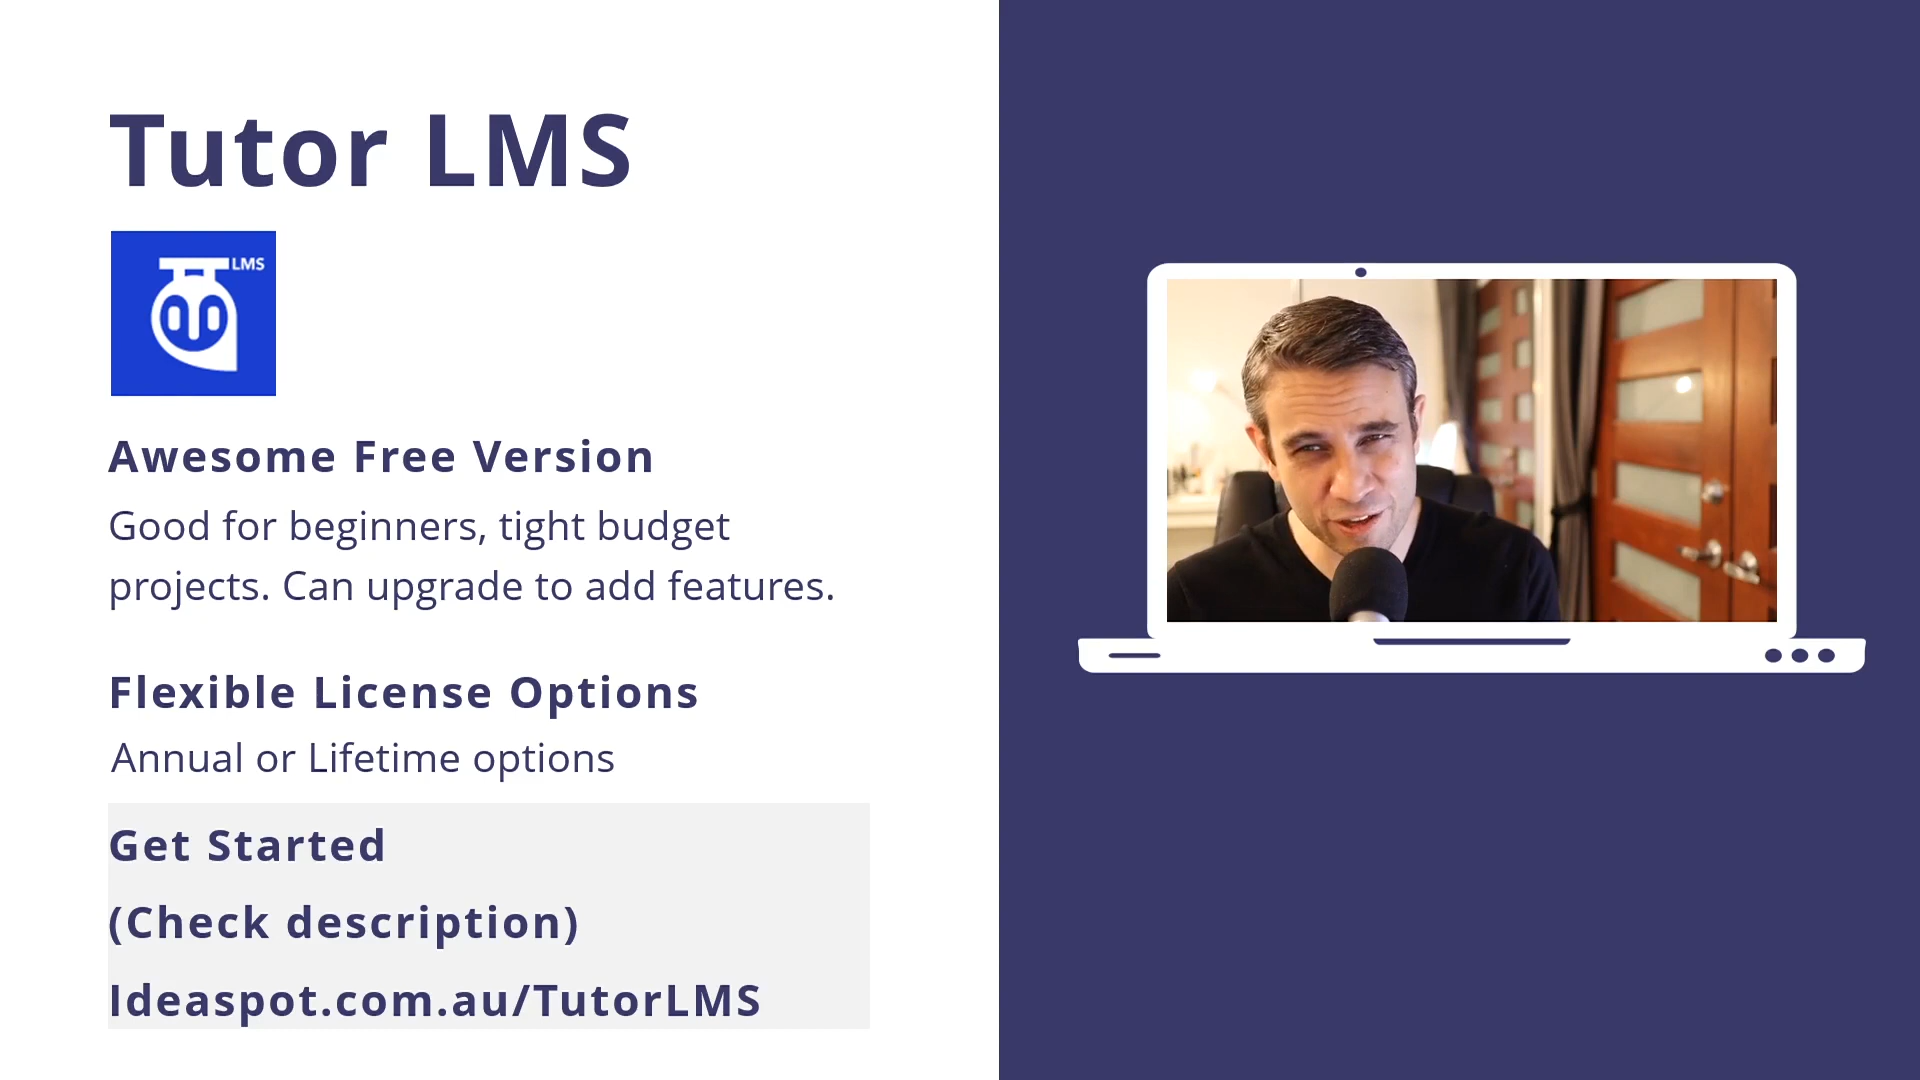 Tutor LMS
LMS
Awesome Free Version
Good for beginners, tight budget
projects. Can upgrade to add features.
Flexible License Options
Annual or Lifetime options
Get Started
(Check description)
Ideaspot.com.au/TutorLMS